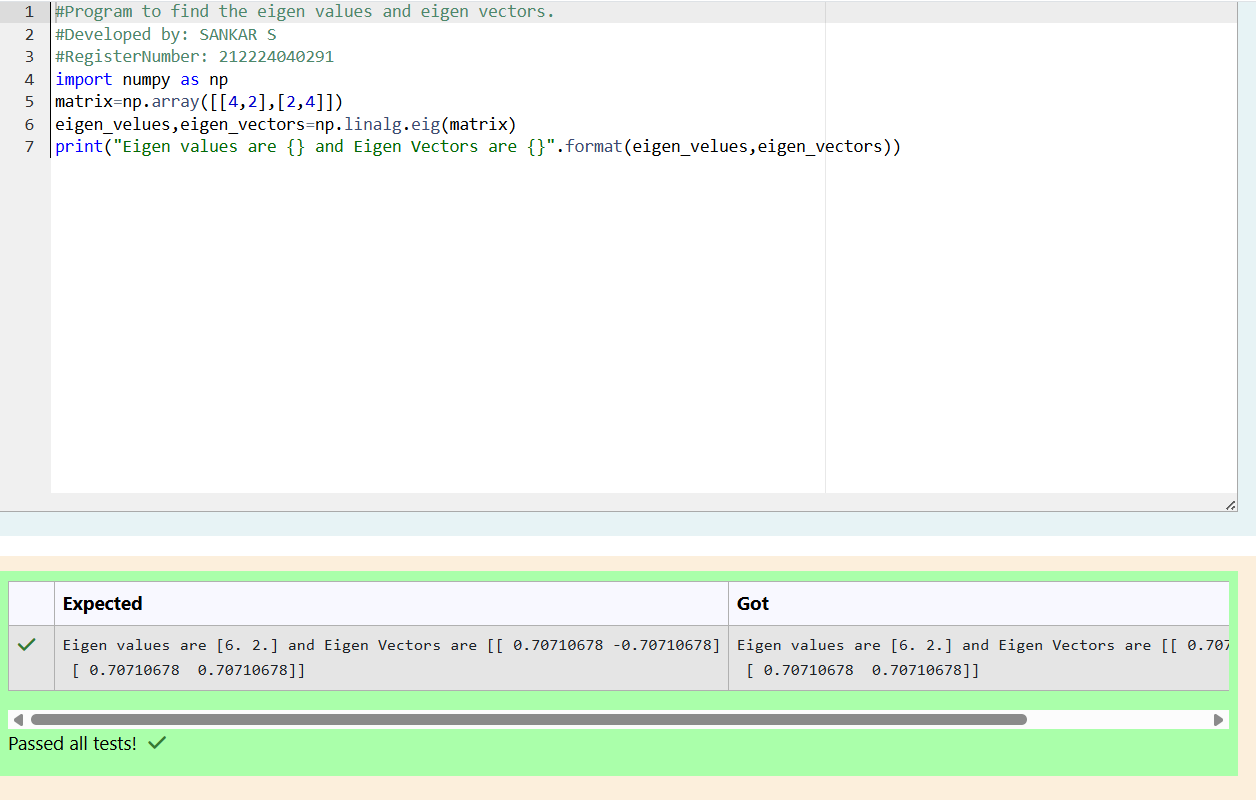 1 #Program to find the eigen values and eigen vectors.
2 #Developed by: SANKAR S
3 #RegisterNumber: 212224040291
4 import numpy as np
5 matrix=np.array([[4,2],[2,4]])
6 eigen_velues,eigen_vectors=np.linalg.eig(matrix)
7 print("Eigen values are {} and Eigen Vectors are {}".format(eigen_velues,eigen_vectors))
Expected Got
Eigen values are [6. 2.] and Eigen Vectors are [[ 0.70710678 -0.70710678] Eigen values are [6. 2.] and Eigen Vectors are [[ 0.707
[ 0.70710678  0.70710678]] [ 0.70710678  0.70710678]]
Passed all tests!